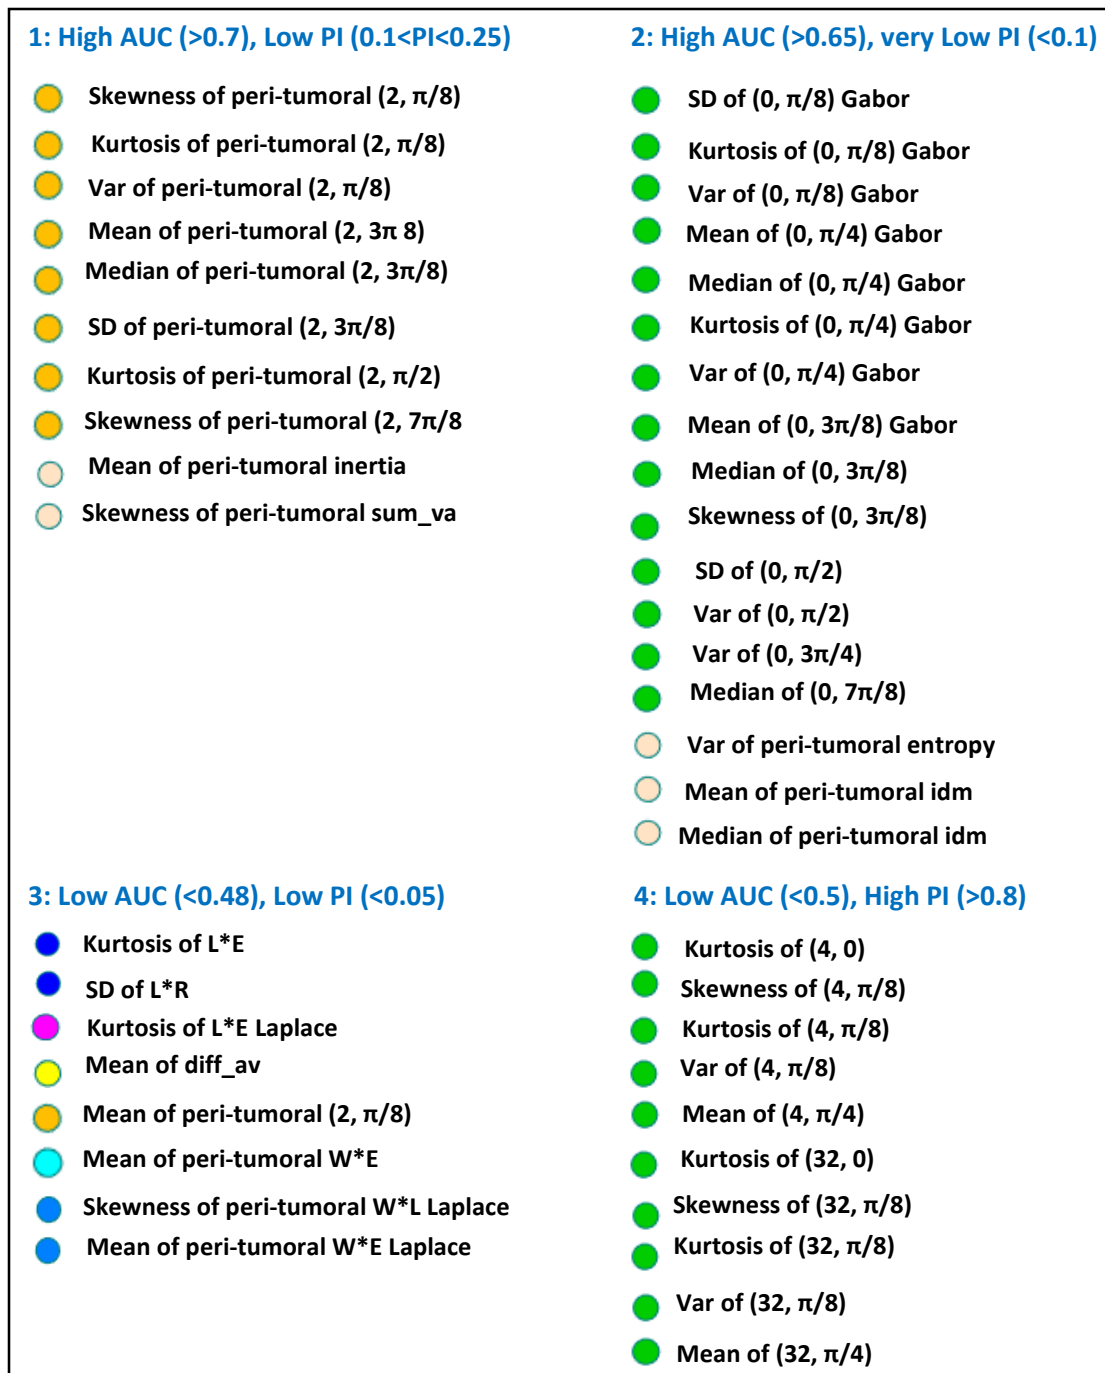 1: High AUC (>0.7), Low PI (0.1<PI<0.25)
Skewness of peri-tumoral (2, π/8)
Kurtosis of peri-tumoral (2, π/8)
Var of peri-tumoral (2, π/8)
Mean of peri-tumoral (2, 3π 8)
Median of peri-tumoral (2, 3π/8)
SD of peri-tumoral (2, 3π/8)
Kurtosis of peri-tumoral (2, π/2)
Skewness of peri-tumoral (2, 7π/8
Mean of peri-tumoral inertia
Skewness of peri-tumoral sum_va
2: High AUC (>0.65), very Low PI (<0.1)
SD of (0, π/8) Gabor
Kurtosis of (0, π/8) Gabor
Var of (0, π/8) Gabor
Mean of (0, π/4) Gabor
Median of (0, π/4) Gabor
Kurtosis of (0, π/4) Gabor
Var of (0, π/4) Gabor
Mean of (0, 3π/8) Gabor
Median of (0, 3π/8)
Skewness of (0, 3π/8)
SD of (0, π/2)
Var of (0, π/2)
Var of (0, 3π/4)
Median of (0, 7π/8)
Var of peri-tumoral entropy
Mean of peri-tumoral idm
Median of peri-tumoral idm
3: Low AUC (<0.48), Low PI (<0.05)
Kurtosis of L*E
SD of L*R
Kurtosis of L*E Laplace
Mean of diff_av
Mean of peri-tumoral (2, π/8)
Mean of peri-tumoral W*E
Skewness of peri-tumoral W*L Laplace
Mean of peri-tumoral W*E Laplace
4: Low AUC (<0.5), High PI (>0.8)
Kurtosis of (4, 0)
Skewness of (4, π/8)
Kurtosis of (4, π/8)
Var of (4, π/8)
Mean of (4, π/4)
Kurtosis of (32, 0)
Skewness of (32, π/8)
Kurtosis of (32, π/8)
Var of (32, π/8)
Mean of (32, π/4)